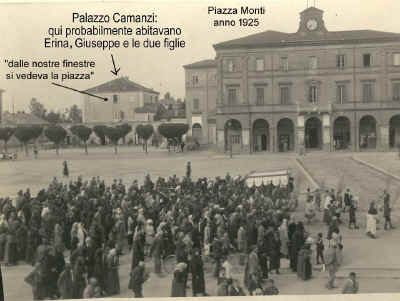 Palazzo Camanzi:
qui probabilmente abitavano
Erina, Giuseppe e le due figlie
"dalle nostre finestre
si vedeva la piazza"
Piazza Monti
anno 1925